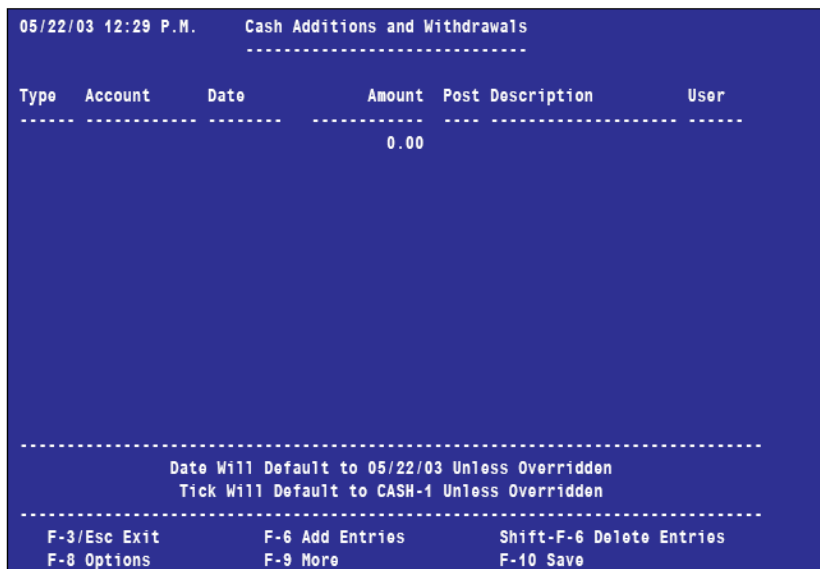 05/22/03 12:29 P.M. Cash Additions and Withdrawals
------------------------------
Type Account Date Amount Post Description User
------ ------------ -------- ------------ ---- -------------------- ------
0.00
--------------------------------------------------------------------------------
Date Will Default to 05/22/03 Unless Overridden
Tick Will Default to CASH-1 Unless Overridden
--------------------------------------------------------------------------------
F-3/Esc Exit F-6 Add Entries Shift-F-6 Delete Entries
F-8 Options F-9 More F-10 Save